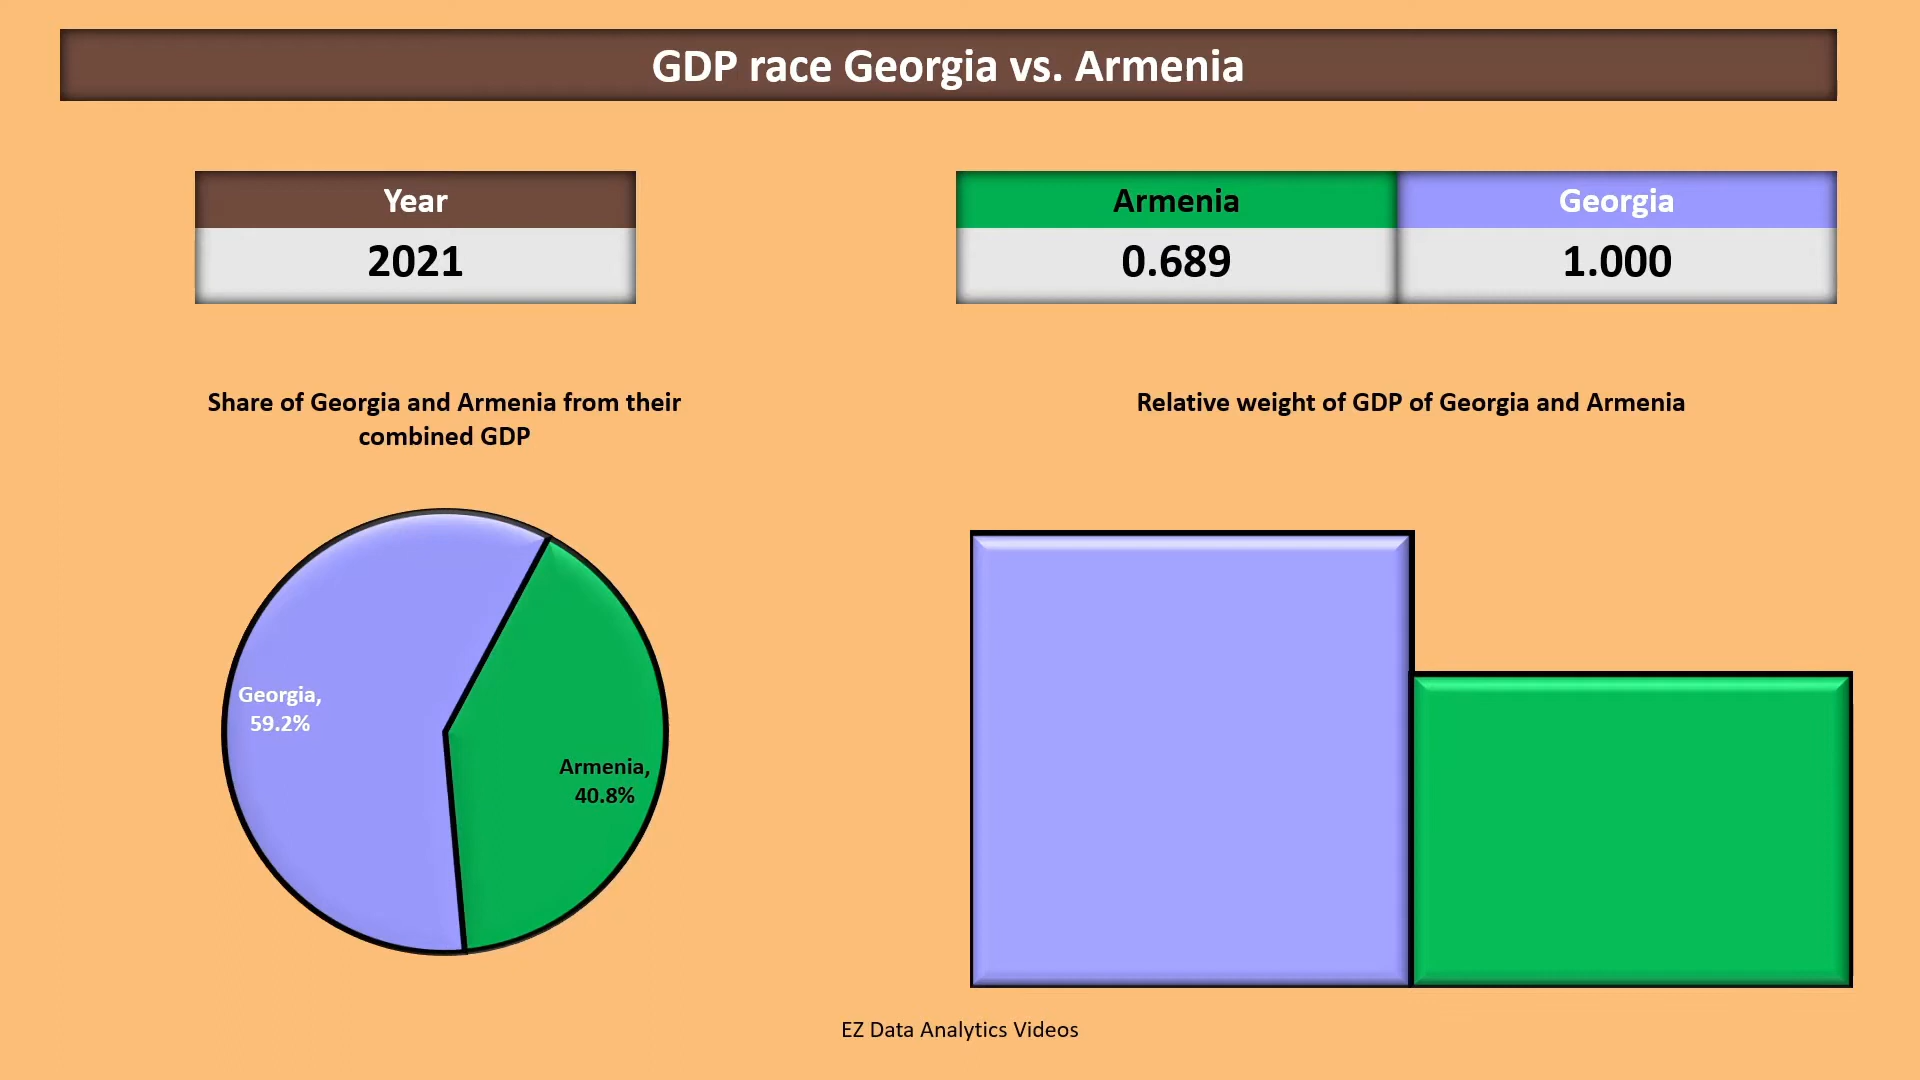 GDP race Georgia vs. Armenia
Year
2021
Armenia
Georgia
0.689
1.000
Share of Georgia and Armenia from their
combined GDP
Relative weight of GDP of Georgia and Armenia
Georgia,
59.2%
Armenia,
40.8%
EZ Data Analytics Videos